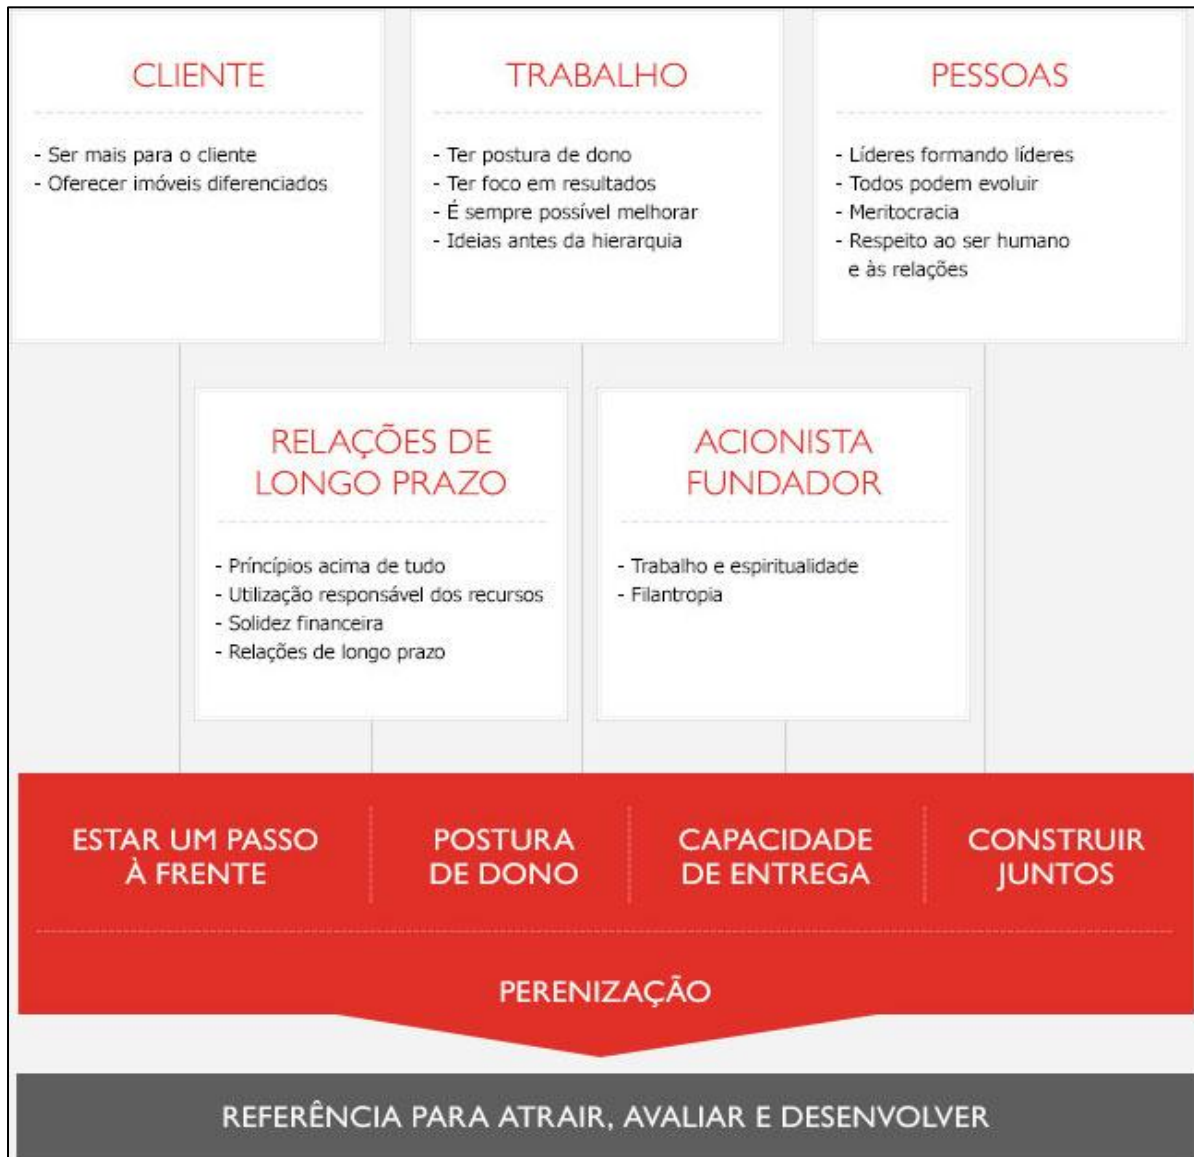 CLIENTE
- Ser mais para o cliente
- Oferecer imóveis diferenciados
TRABALHO
- Ter postura de dono
- Ter foco em resultados
- É sempre possível melhorar
- Ideias antes da hierarquia
PESSOAS
- Líderes formando líderes
- Todos podem evoluir
- Meritocracia
- Respeito ao ser humano
e às relações
RELAÇÕES DE
LONGO PRAZO
- Princípios acima de tudo
- Utilização responsável dos recursos
- Solidez financeira
- Relações de longo prazo
ACIONISTA
FUNDADOR
- Trabalho e espiritualidade
- Filantropia
ESTAR UM PASSO
À FRENTE
POSTURA
DE DONO
CAPACIDADE
DE ENTREGA
CONSTRUIR
JUNTOS
PERENIZAÇÃO
REFERÊNCIA PARA ATRAIR, AVALIAR E DESENVOLVER